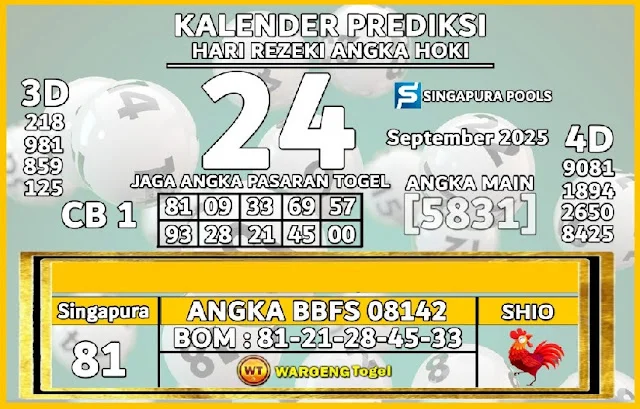 KALENDER PREDIKSI
HARI REZEKI ANGKA HOKI
24
SINGAPURA POOLS
September 2025
3D
218
981
859
125
4D
9081
1894
2650
8425
JAGA ANGKA PASARAN TOGEL
CB 1
81 09 33 69 57
93 28 21 45 00
ANGKA MAIN
[5831]
Singapura
81
ANGKA BBFS 08142
BOM : 81-21-28-45-33
WT WAROENG Togel
SHIO